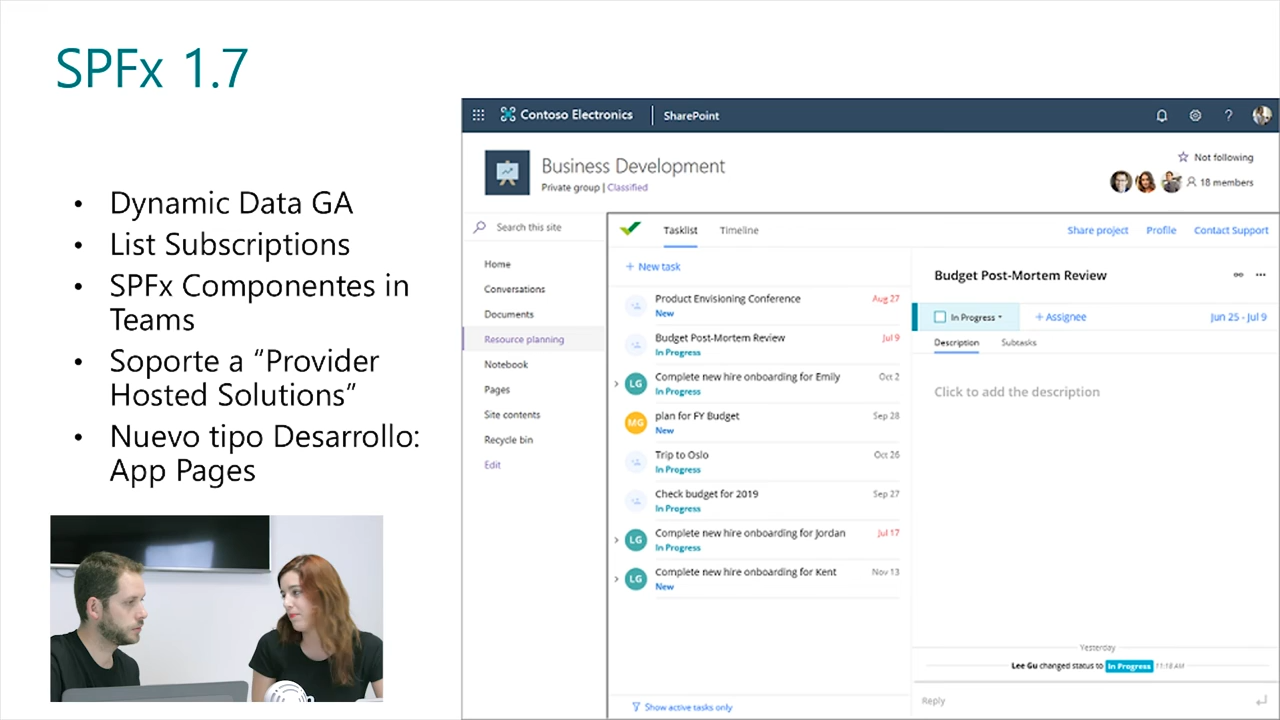 SPFx 1.7
• Dynamic Data GA
• List Subscriptions
• SPFx Componentes in
Teams
• Soporte a “Provider
Hosted Solutions”
• Nuevo tipo Desarrollo:
App Pages
Contoso Electronics SharePoint ?
Business Development
Private group | Classified
Not following
18 members
Search this site
Home
Conversations
Documents
Resource planning
Notebook
Pages
Site contents
Recycle bin
Edit
Tasklist Timeline Share project Profile Contact Support
+ New task
Product Envisioning Conference Aug 27
New
Budget Post-Mortem Review Jul 9
In Progress
LG Complete new hire onboarding for Emily Oct 2
In Progress
MG plan for FY Budget Sep 28
New
Trip to Oslo Oct 26
In Progress
Check budget for 2019 Sep 27
In Progress
LG Complete new hire onboarding for Jordan Jul 17
In Progress
LG Complete new hire onboarding for Kent Nov 13
New
Show active tasks only
Budget Post-Mortem Review
In Progress + Assignee Jun 25 - Jul 9
Description Subtasks
Click to add the description
Yesterday
Lee Gu changed status to In Progress 11:18 AM
Reply